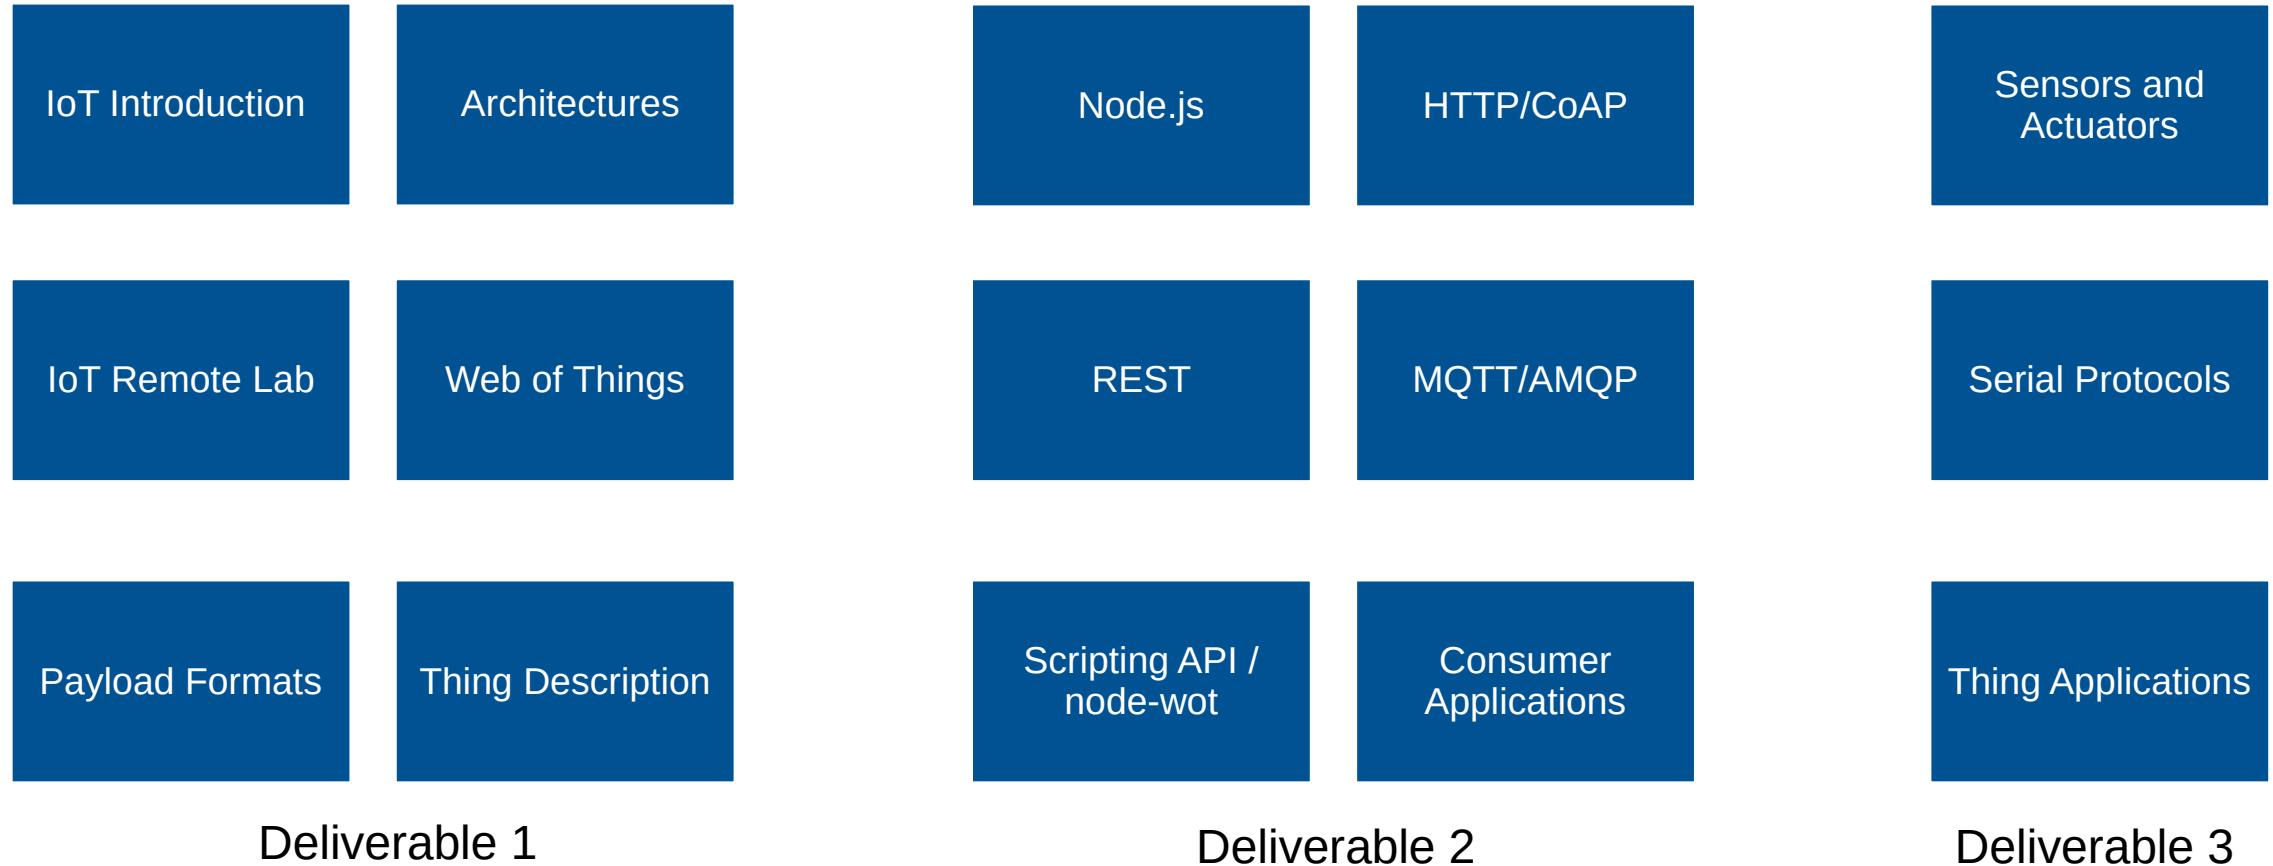 IoT Introduction
Architectures
Node.js
HTTP/CoAP
Sensors and
Actuators
IoT Remote Lab
Web of Things
REST
MQTT/AMQP
Serial Protocols
Payload Formats
Thing Description
Scripting API /
node-wot
Consumer
Applications
Thing Applications
Deliverable 1
Deliverable 2
Deliverable 3